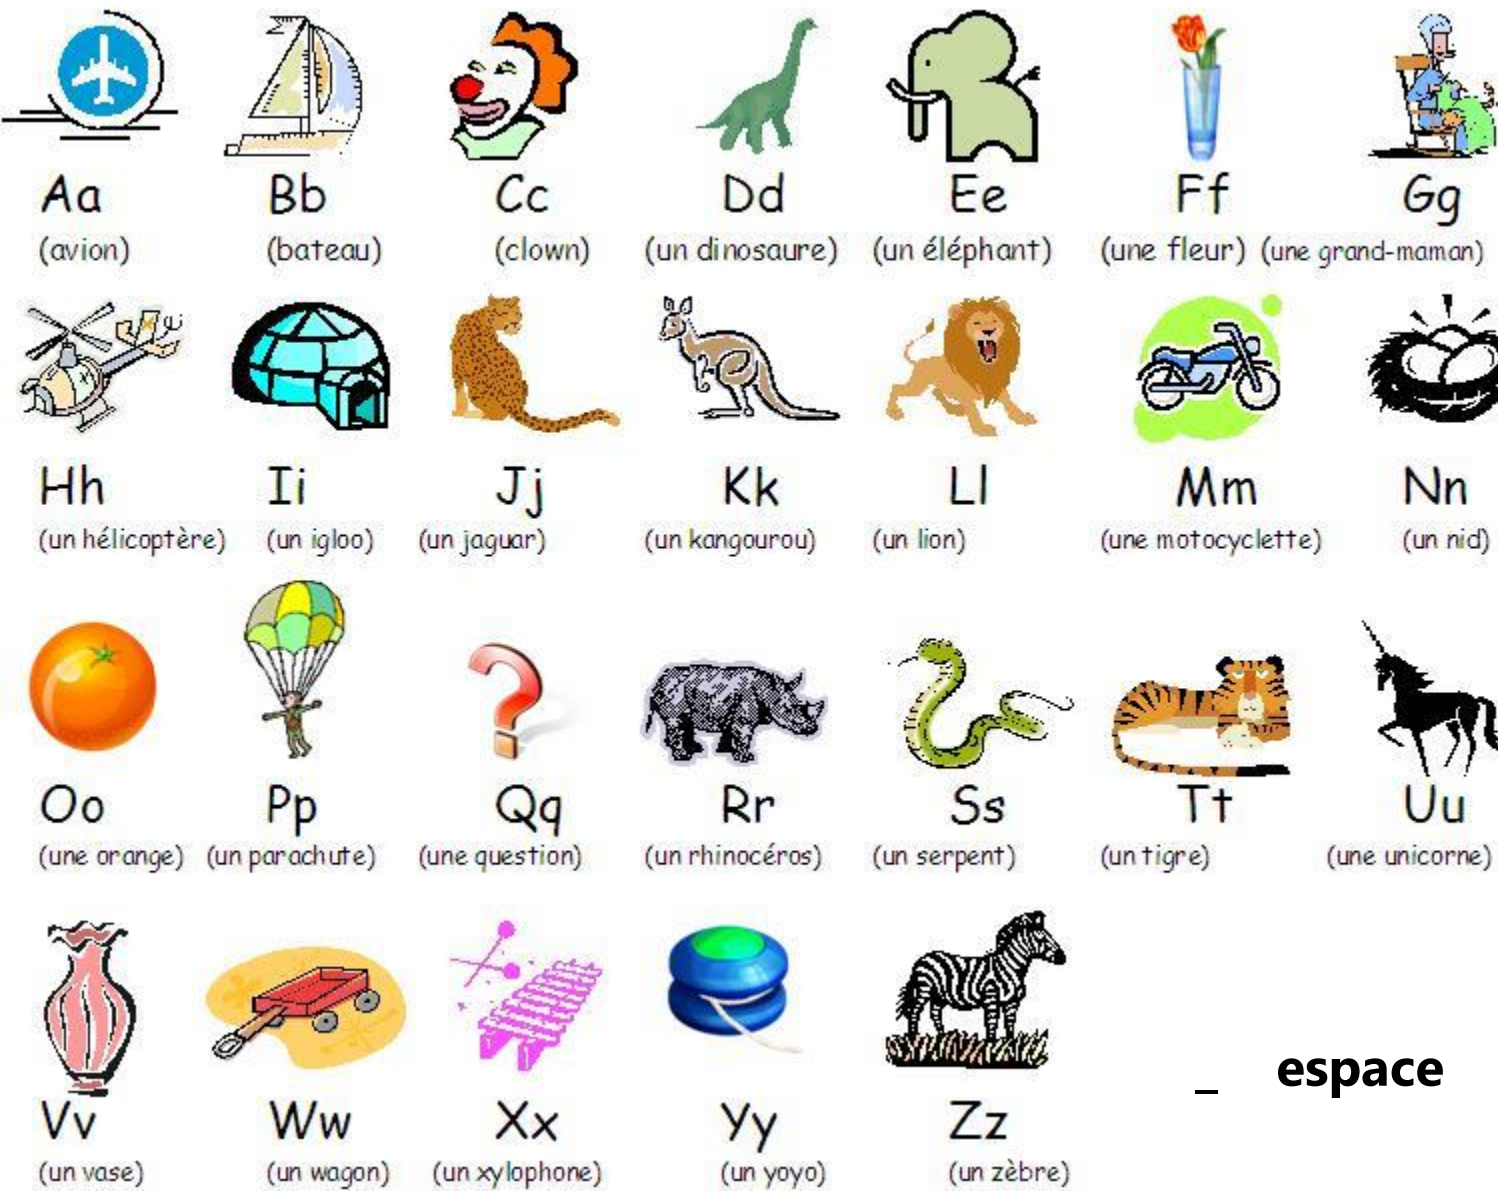 Aa Bb Cc Dd Ee Ff Gg
(avion) (bateau) (clown) (un dinosaure) (un éléphant) (une fleur) (une grand-maman)
Hh Ii Jj Kk Ll Mm Nn
(un hélicoptère) (un igloo) (un jaguar) (un kangourou) (un lion) (une motocyclette) (un nid)
Oo Pp Qq Rr Ss Tt Uu
(une orange) (un parachute) (une question) (un rhinocéros) (un serpent) (un tigre) (une unicorne)
_ espace
Vv Ww Xx Yy Zz
(un vase) (un wagon) (un xylophone) (un yoyo) (un zèbre)